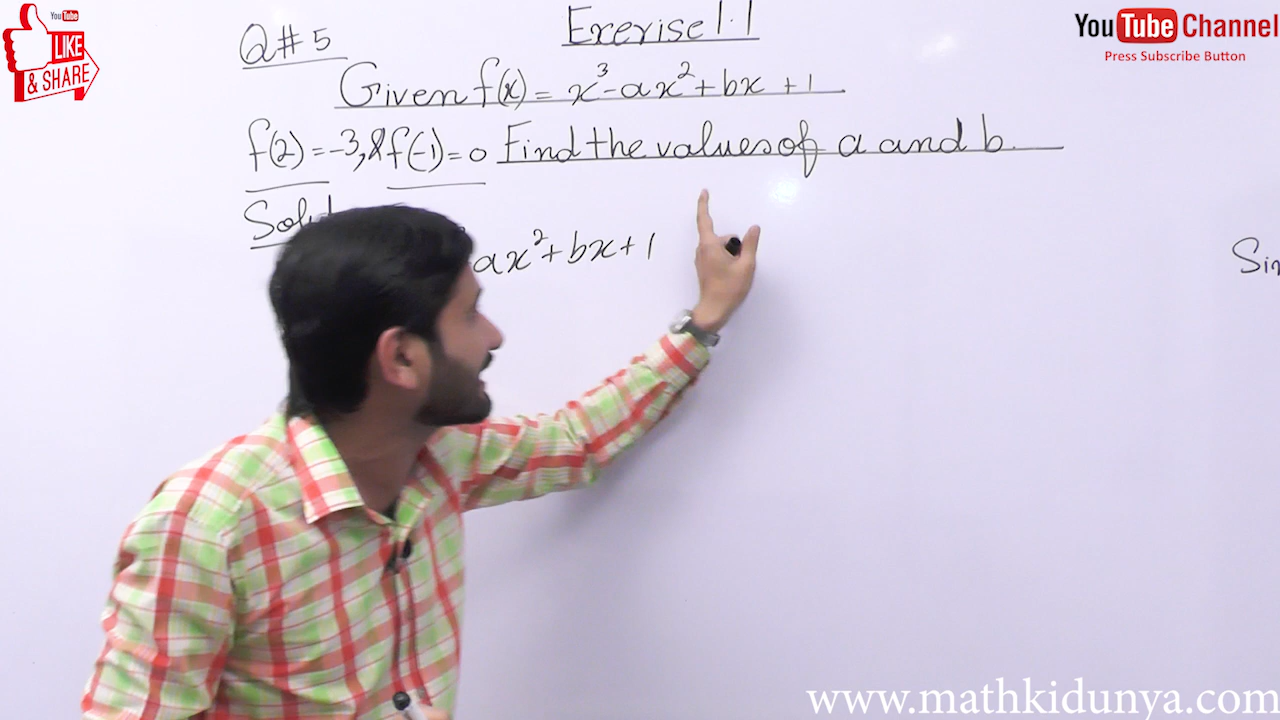 YouTube
LIKE
& SHARE
Q#5
Exervise 1.1
YouTube Channel
Press Subscribe Button
Given f(x) = x³ - ax² + bx + 1
f(2) = -3, & f(-1) = 0 Find the values of a and b.
ax² + bx + 1
www.mathkidunya.com